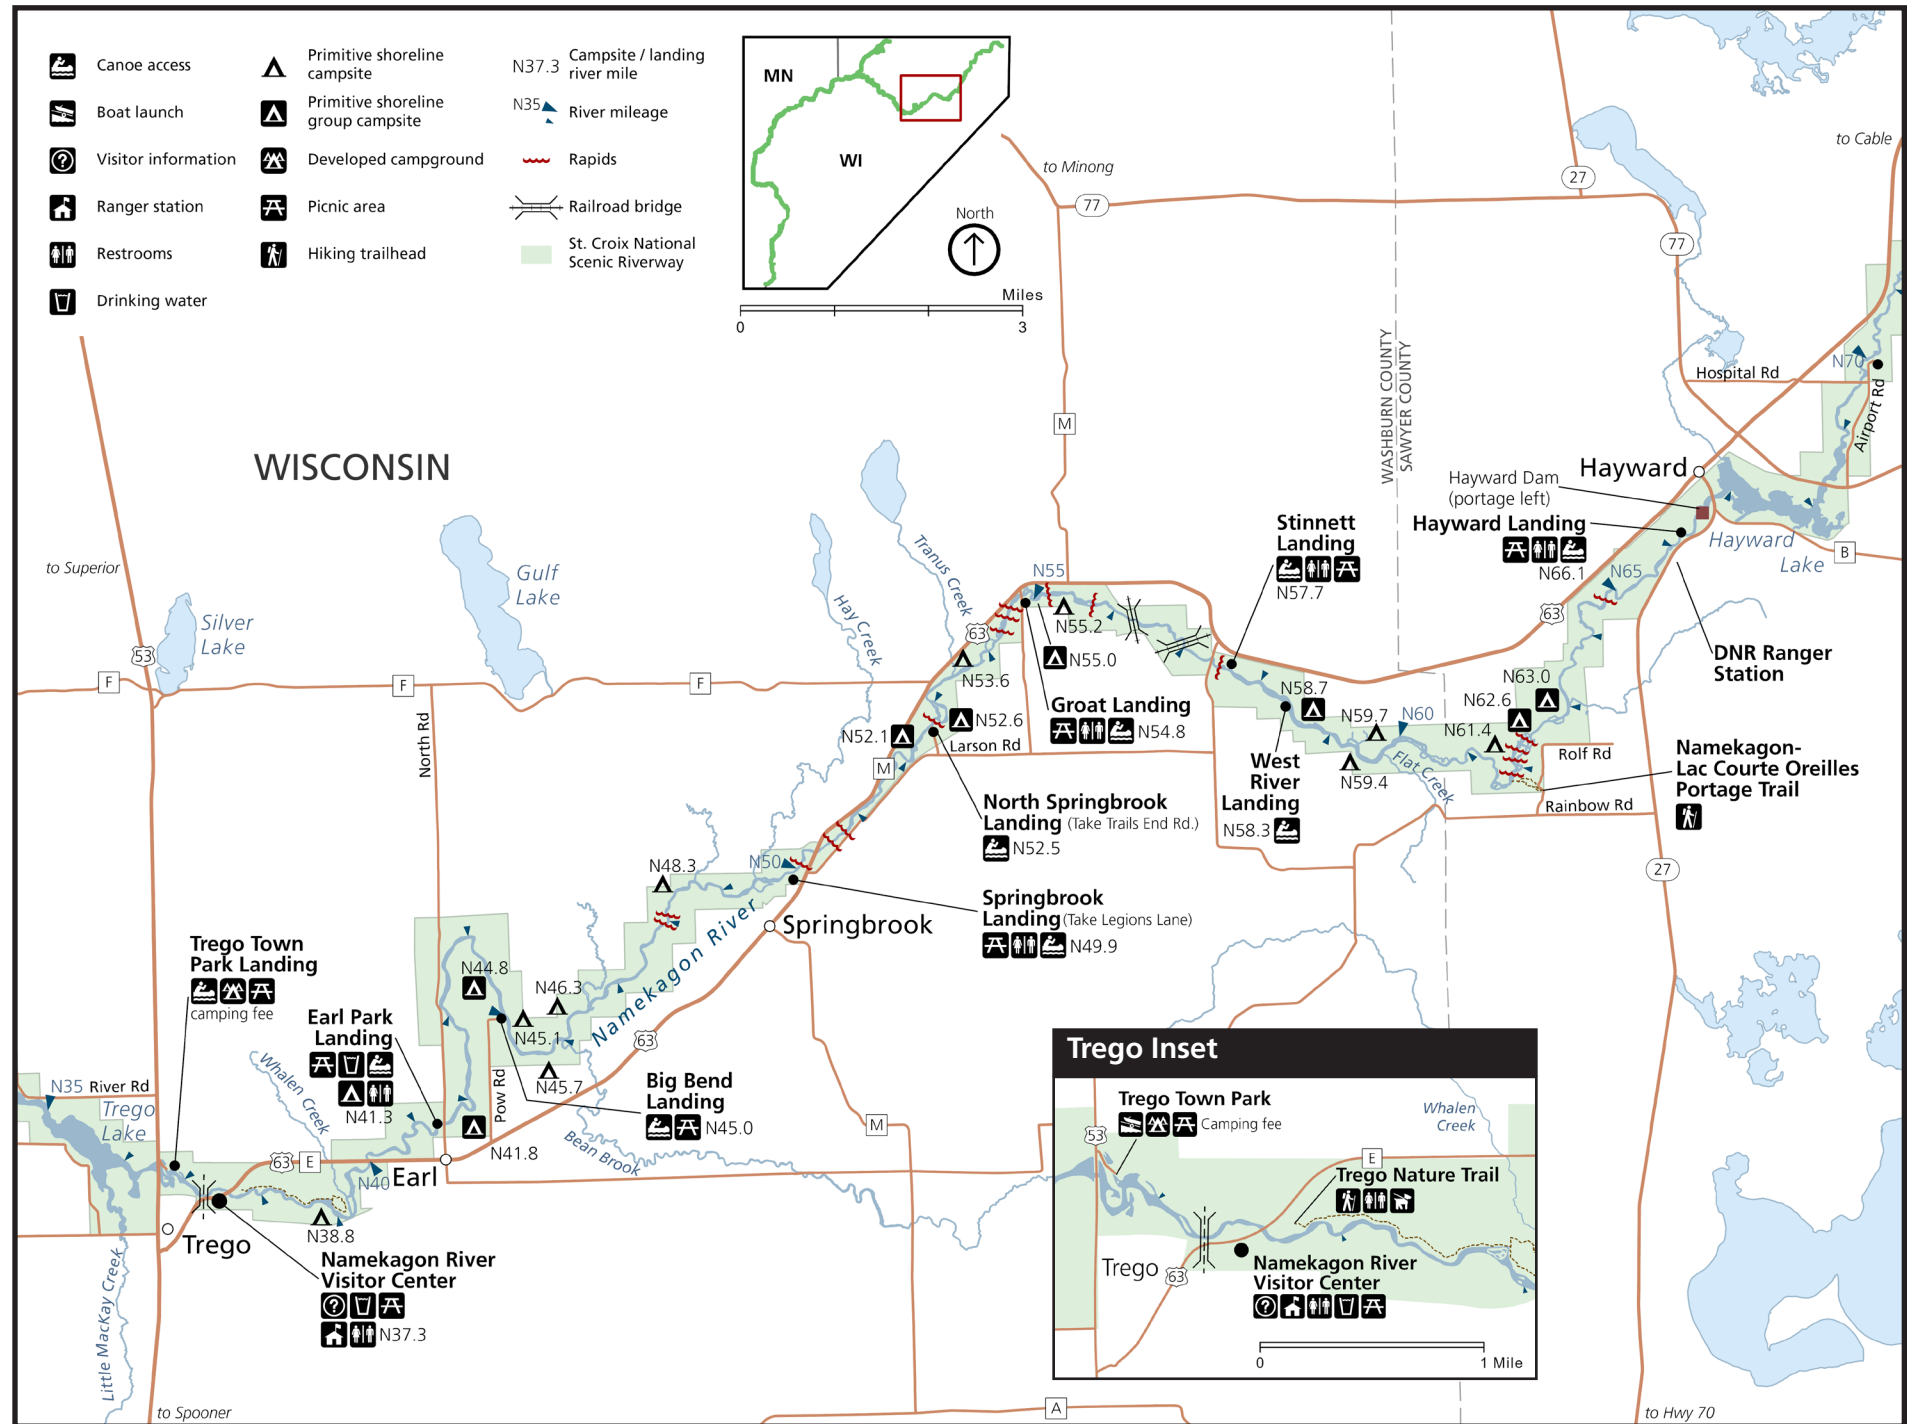 Canoe access
Boat launch
Visitor information
Ranger station
Restrooms
Drinking water
Primitive shoreline
campsite
Primitive shoreline
group campsite
Developed campground
Picnic area
Hiking trailhead
N37.3
Campsite / landing
river mile
N35
River mileage
Rapids
Railroad bridge
St. Croix National
Scenic Riverway
MN
WI
North
Miles
0
3
to Minong
77
27
77
to Cable
M
WASHBURN COUNTY
SAWYER COUNTY
Hospital Rd
N70
Airport Rd
WISCONSIN
Hayward
Hayward Dam
(portage left)
Hayward Landing
N66.1
Hayward
Lake
B
N65
63
DNR Ranger
Station
Stinnett
Landing
N57.7
to Superior
53
Silver
Lake
Gulf
Lake
Hay Creek
Tranus Creek
N55
N55.2
N55.0
63
N53.6
Groat Landing
N54.8
F
F
F
North Rd
N52.6
N52.1
Larson Rd
M
N58.7
N59.7
N60
N59.4
Flat Creek
N61.4
N62.6
N63.0
Rolf Rd
Rainbow Rd
West
River
Landing
N58.3
Namekagon-
Lac Courte Oreilles
Portage Trail
27
North Springbrook
Landing (Take Trails End Rd.)
N52.5
Springbrook
Landing (Take Legions Lane)
N49.9
N50
N48.3
Springbrook
Namekagon River
63
Trego Town
Park Landing
camping fee
Earl Park
Landing
N41.3
N44.8
N46.3
N45.1
N45.7
Pow Rd
Big Bend
Landing
N45.0
Bean Brook
M
N41.8
Earl
N40
63
E
Whalen Creek
N35
River Rd
Trego
Lake
Trego
N38.8
Namekagon River
Visitor Center
N37.3
Little MacKay Creek
to Spooner
A
to Hwy 70
Trego Inset
Trego Town Park
Camping fee
53
Whalen
Creek
E
Trego Nature Trail
Trego
63
Namekagon River
Visitor Center
0
1 Mile